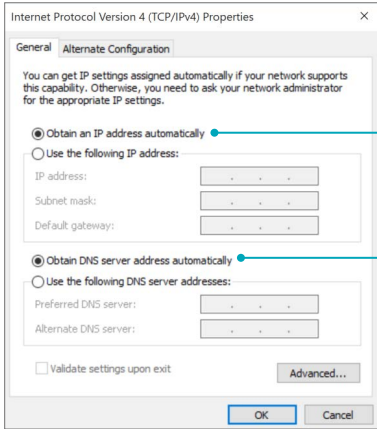 Internet Protocol Version 4 (TCP/IPv4) Properties
General
Alternate Configuration
You can get IP settings assigned automatically if your network supports
this capability. Otherwise, you need to ask your network administrator
for the appropriate IP settings.
Obtain an IP address automatically
Use the following IP address:
IP address:
Subnet mask:
Default gateway:
Obtain DNS server address automatically
Use the following DNS server addresses:
Preferred DNS server:
Alternate DNS server:
Validate settings upon exit
Advanced...
OK
Cancel